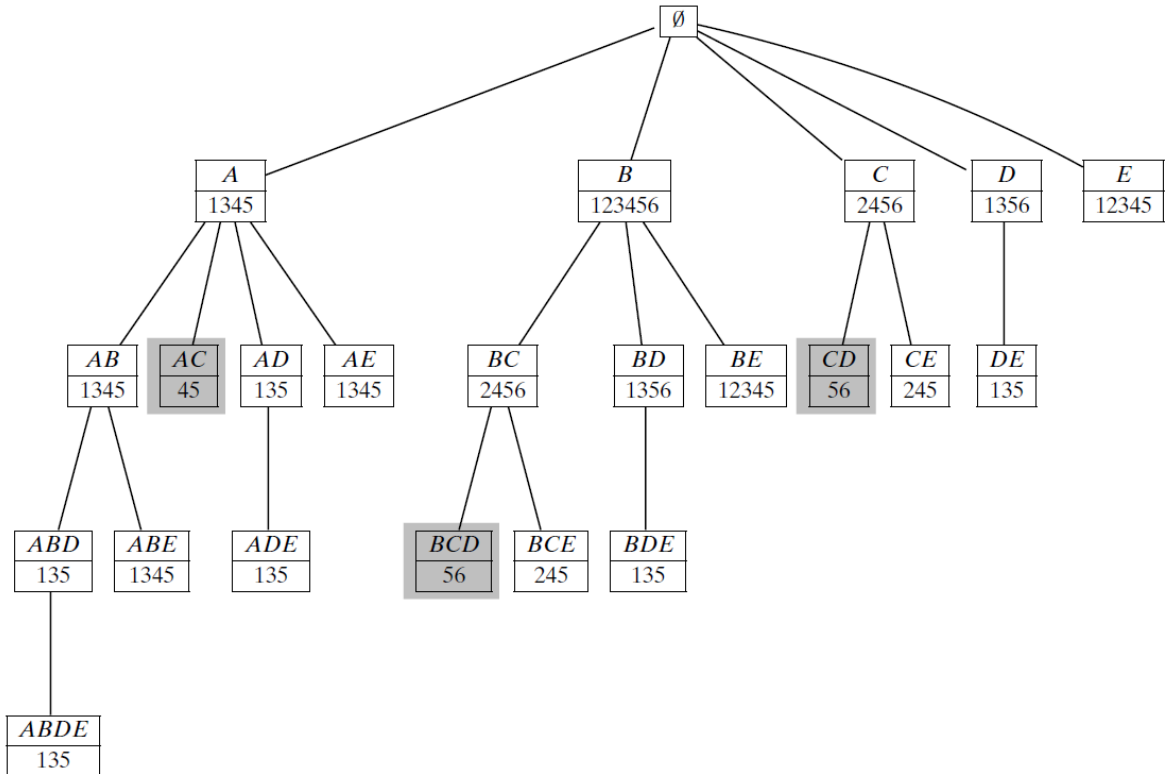 ∅
A B C D E
1345 123456 2456 1356 12345
AB AC AD AE BC BD BE CD CE DE
1345 45 135 1345 2456 1356 12345 56 245 135
ABD ABE ADE BCD BCE BDE
135 1345 135 56 245 135
ABDE
135